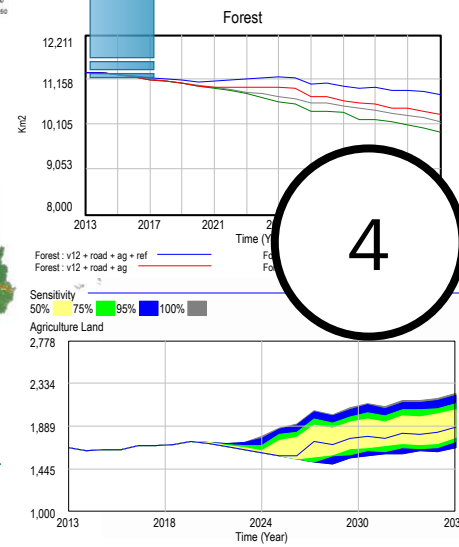 Forest
12,211
11,158
10,105
9,053
8,000
Km2
2013 2017 2021
Time (Y
Forest : v12 + road + ag + ref
Forest : v12 + road + ag
4
Sensitivity
50% 75% 95% 100%
Agriculture Land
2,778
2,334
1,889
1,445
1,000
2013 2018 2024 2030
Time (Year)